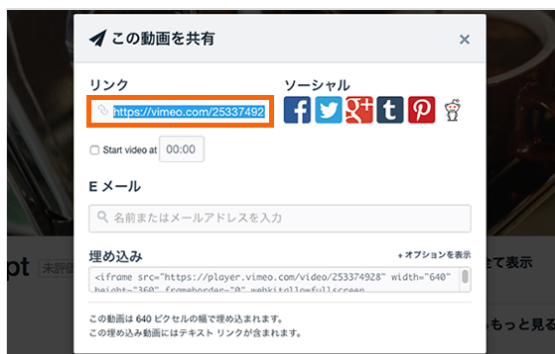 この動画を共有
×
リンク
https://vimeo.com/25337492
ソーシャル
Start video at 00:00
E メール
名前またはメールアドレスを入力
埋め込み
+ オプションを表示
<iframe src="https://player.vimeo.com/video/253374928" width="640"
height="360" frameborder="0" webkitallowfullscreen
この動画は 640 ピクセルの幅で埋め込まれます。
この埋め込み動画にはテキスト リンクが含まれます。
pt
未評価
全て表示
もっと見る